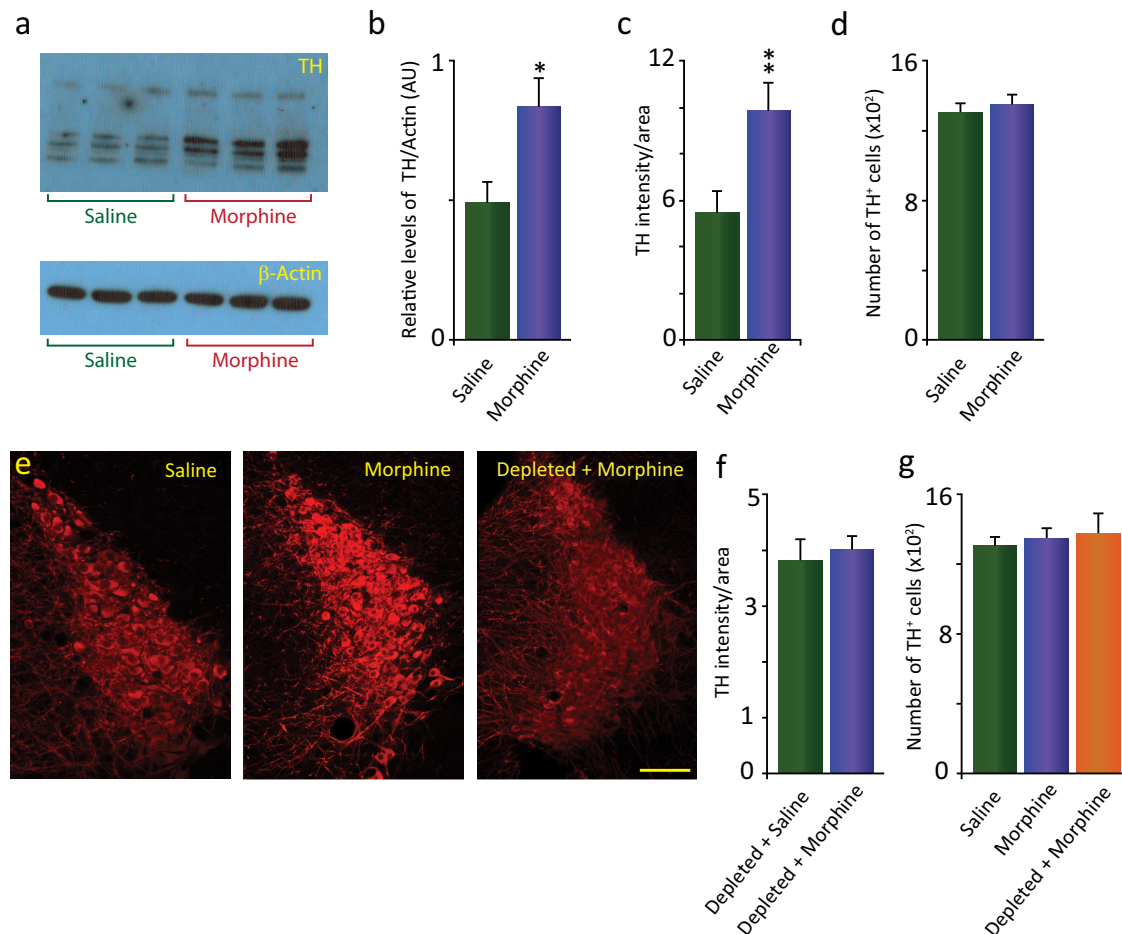 a
TH
Saline
Morphine
β-Actin
Saline
Morphine
b
Relative levels of TH/Actin (AU)
1
0
*
Saline
Morphine
c
TH intensity/area
12
6
0
**
Saline
Morphine
d
Number of TH⁺ cells (x10²)
16
8
0
Saline
Morphine
e
Saline
Morphine
Depleted + Morphine
f
TH intensity/area
5
3
1
0
Depleted + Saline
Depleted + Morphine
g
Number of TH⁺ cells (x10²)
16
8
0
Saline
Morphine
Depleted + Morphine